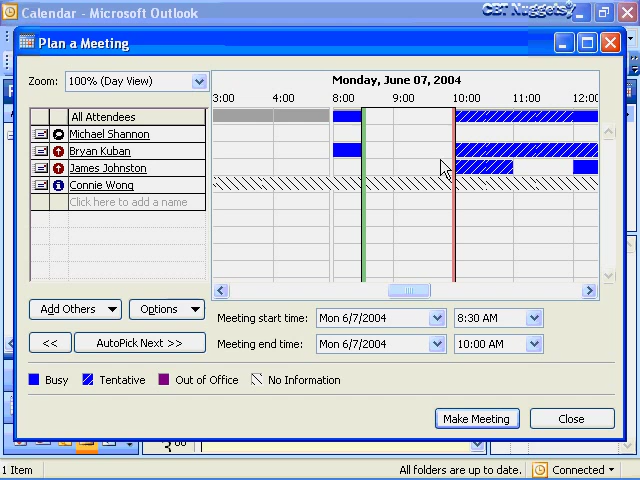 Calendar - Microsoft Outlook
CBT Nuggets
Plan a Meeting
Zoom: 100% (Day View)
Monday, June 07, 2004
3:00 4:00 8:00 9:00 10:00 11:00 12:00
All Attendees
Michael Shannon
Bryan Kuban
James Johnston
Connie Wong
Click here to add a name
Add Others Options
<< AutoPick Next >>
Meeting start time: Mon 6/7/2004 8:30 AM
Meeting end time: Mon 6/7/2004 10:00 AM
Busy Tentative Out of Office No Information
Make Meeting Close
1 Item All folders are up to date. Connected